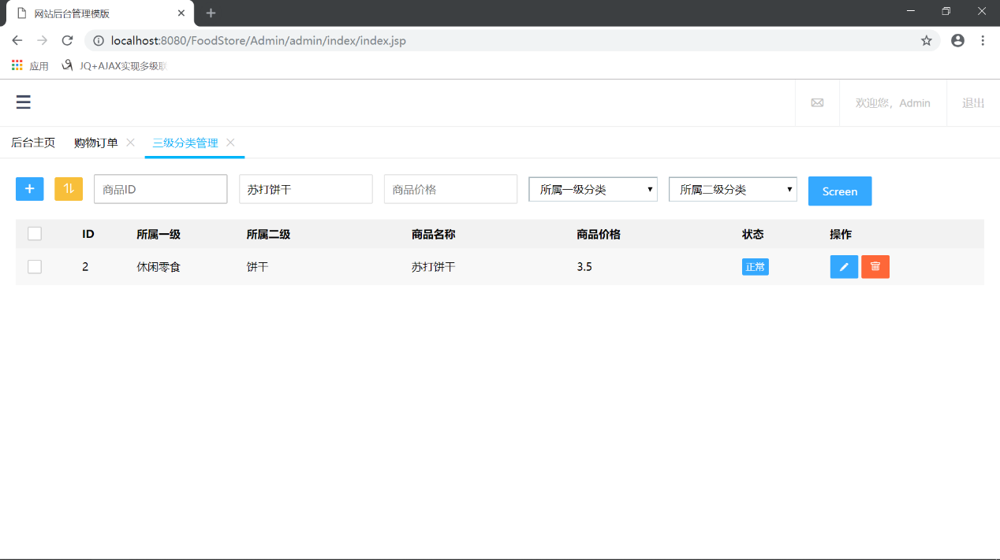 网站后台管理模版
localhost:8080/FoodStore/Admin/admin/index/index.jsp
应用 JQ+AJAX实现多级联
欢迎您，Admin 退出
后台主页 购物订单 三级分类管理
商品ID 苏打饼干 商品价格 所属一级分类 所属二级分类 Screen
ID 所属一级 所属二级 商品名称 商品价格 状态 操作
2 休闲零食 饼干 苏打饼干 3.5 正常